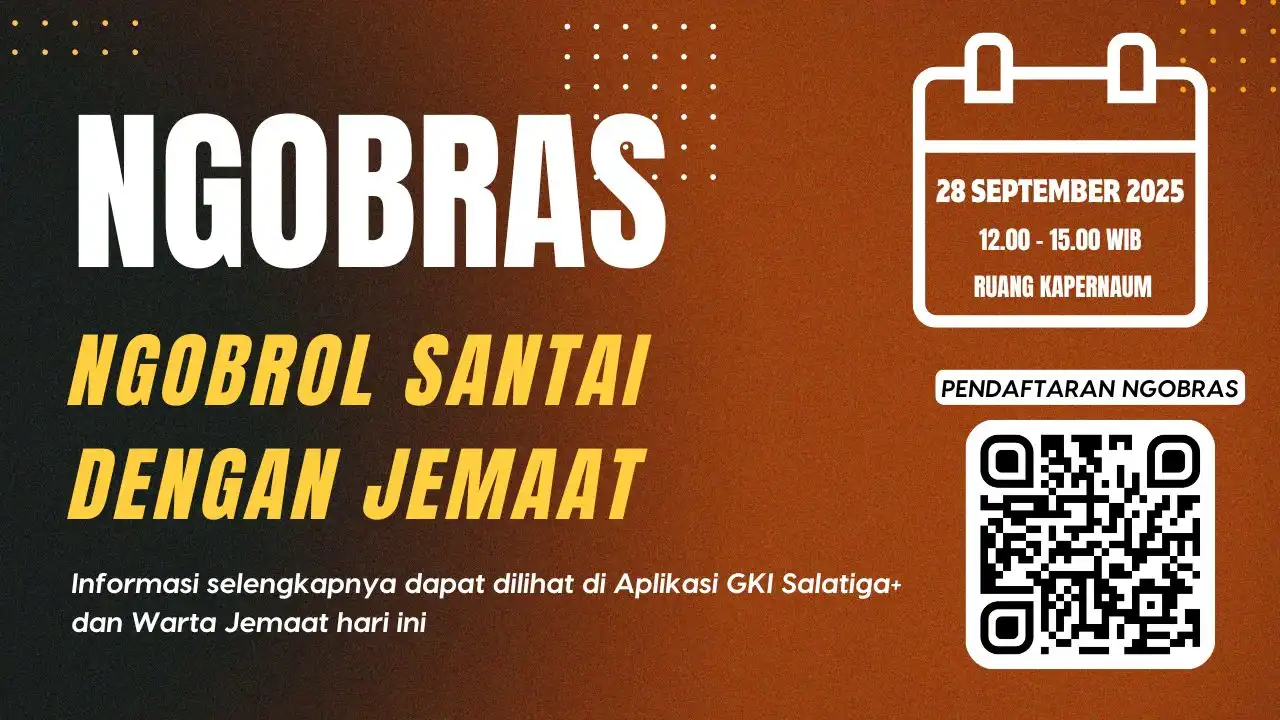 NGOBRAS
NGOBROL SANTAI
DENGAN JEMAAT
Informasi selengkapnya dapat dilihat di Aplikasi GKI Salatiga+
dan Warta Jemaat hari ini
28 SEPTEMBER 2025
12.00 - 15.00 WIB
RUANG KAPERNAUM
PENDAFTARAN NGOBRAS